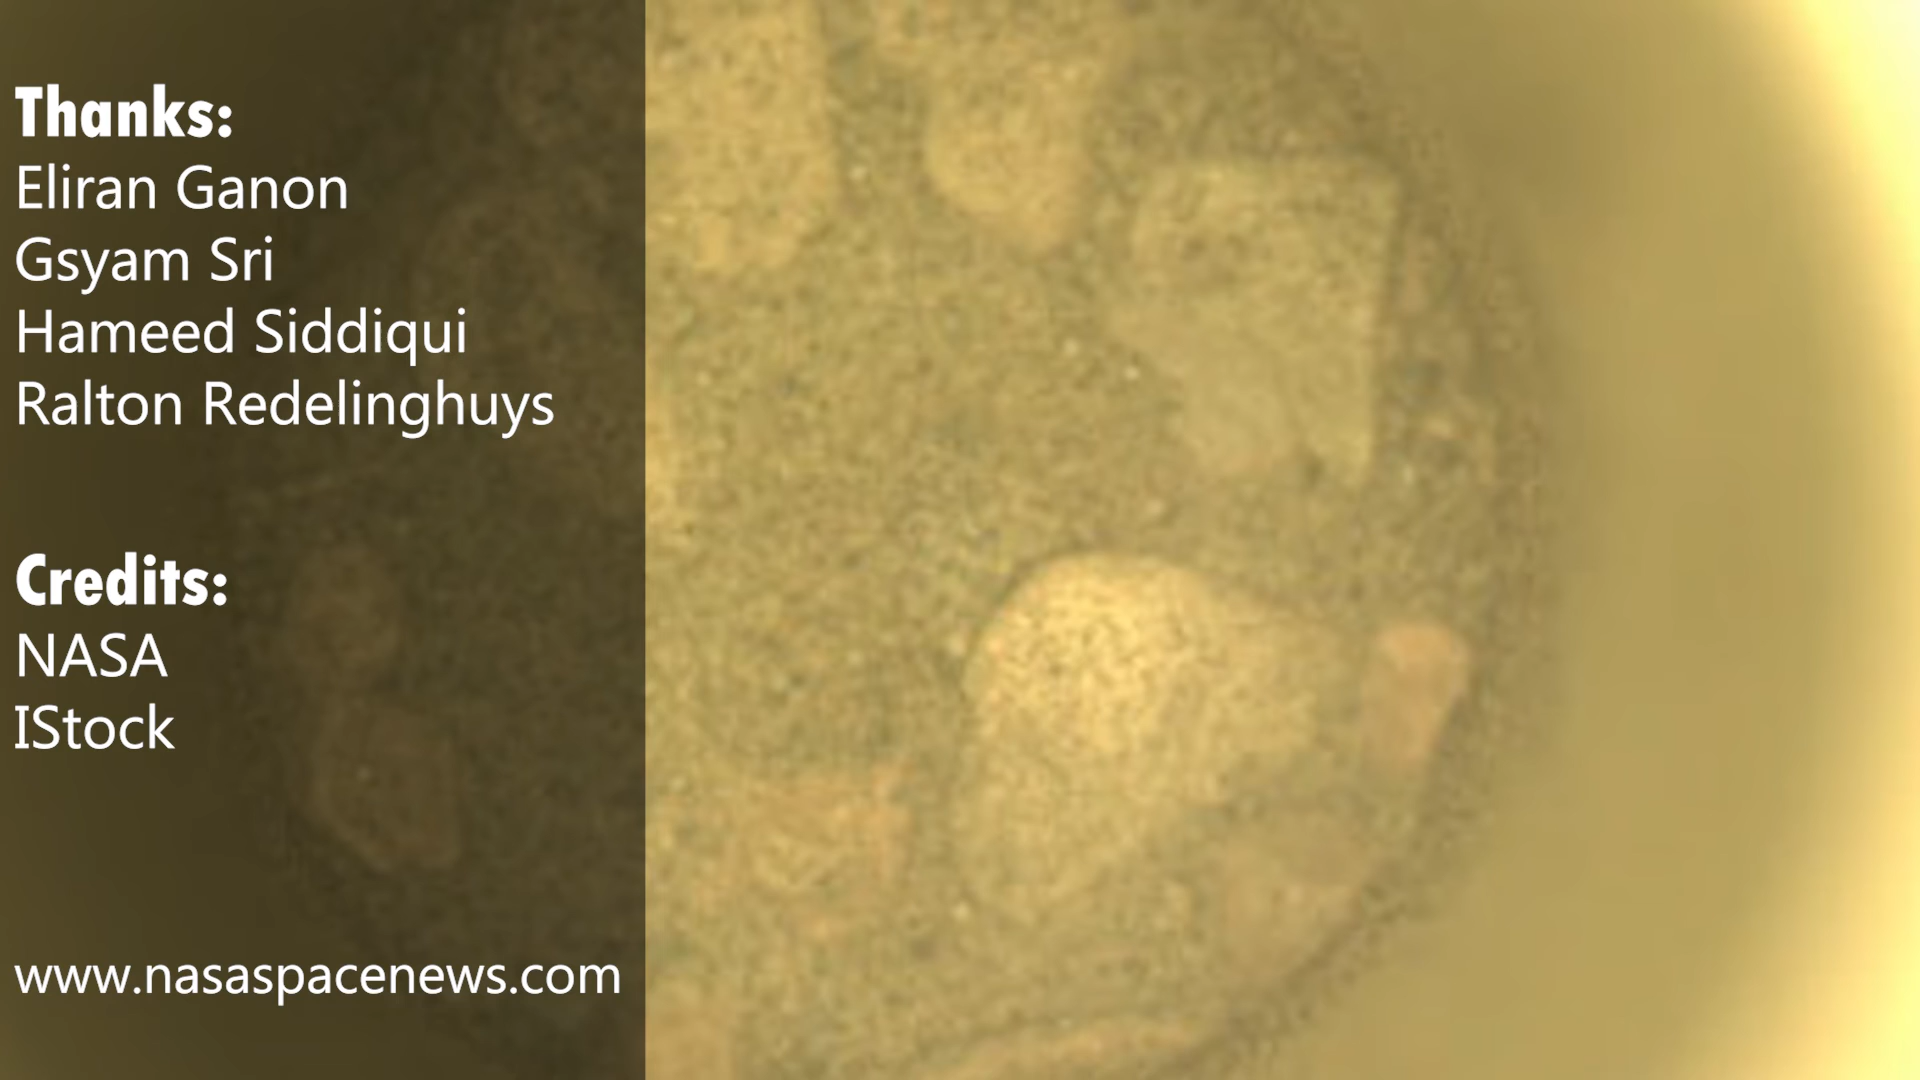 Thanks:
Eliran Ganon
Gsyam Sri
Hameed Siddiqui
Ralton Redelinghuys
Credits:
NASA
IStock
www.nasaspacenews.com